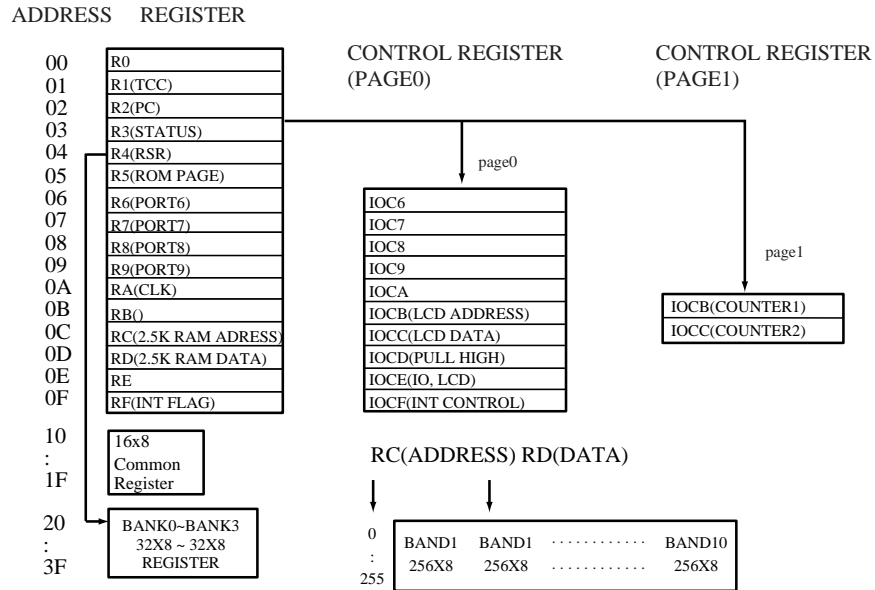 ADDRESS REGISTER
00 R0
01 R1(TCC)
02 R2(PC)
03 R3(STATUS)
04 R4(RSR)
05 R5(ROM PAGE)
06 R6(PORT6)
07 R7(PORT7)
08 R8(PORT8)
09 R9(PORT9)
0A RA(CLK)
0B RB()
0C RC(2.5K RAM ADRESS)
0D RD(2.5K RAM DATA)
0E RE
0F RF(INT FLAG)
10
:
1F
16x8
Common
Register
20
:
3F
BANK0~BANK3
32X8 ~ 32X8
REGISTER
CONTROL REGISTER
(PAGE0)
page0
IOC6
IOC7
IOC8
IOC9
IOCA
IOCB(LCD ADDRESS)
IOCC(LCD DATA)
IOCD(PULL HIGH)
IOCE(IO, LCD)
IOCF(INT CONTROL)
CONTROL REGISTER
(PAGE1)
page1
IOCB(COUNTER1)
IOCC(COUNTER2)
RC(ADDRESS) RD(DATA)
0
:
255
BAND1 BAND1 . . . . . . . . . . . . BAND10
256X8 256X8 . . . . . . . . . . . . 256X8